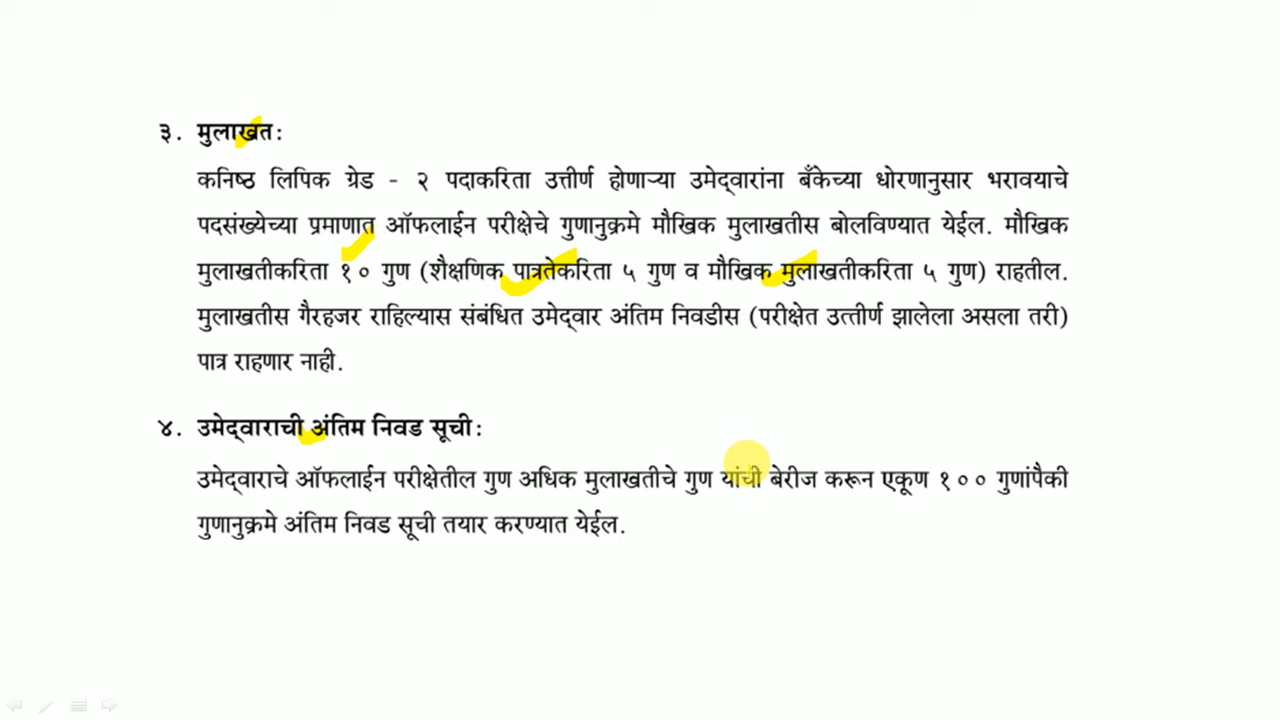 ३. मुलाखत:
कनिष्ठ लिपिक ग्रेड - २ पदाकरिता उत्तीर्ण होणाऱ्या उमेद्वारांना बँकेच्या धोरणानुसार भरावयाचे
पदसंख्येच्या प्रमाणात ऑफलाईन परीक्षेचे गुणानुक्रमे मौखिक मुलाखतीस बोलविण्यात येईल. मौखिक
मुलाखतीकरिता १० गुण (शैक्षणिक पात्रतेकरिता ५ गुण व मौखिक मुलाखतीकरिता ५ गुण) राहतील.
मुलाखतीस गैरहजर राहिल्यास संबंधित उमेद्वार अंतिम निवडीस (परीक्षेत उत्तीर्ण झालेला असला तरी)
पात्र राहणार नाही.
४. उमेद्वाराची अंतिम निवड सूची:
उमेद्वाराचे ऑफलाईन परीक्षेतील गुण अधिक मुलाखतीचे गुण यांची बेरीज करून एकूण १०० गुणांपैकी
गुणानुक्रमे अंतिम निवड सूची तयार करण्यात येईल.